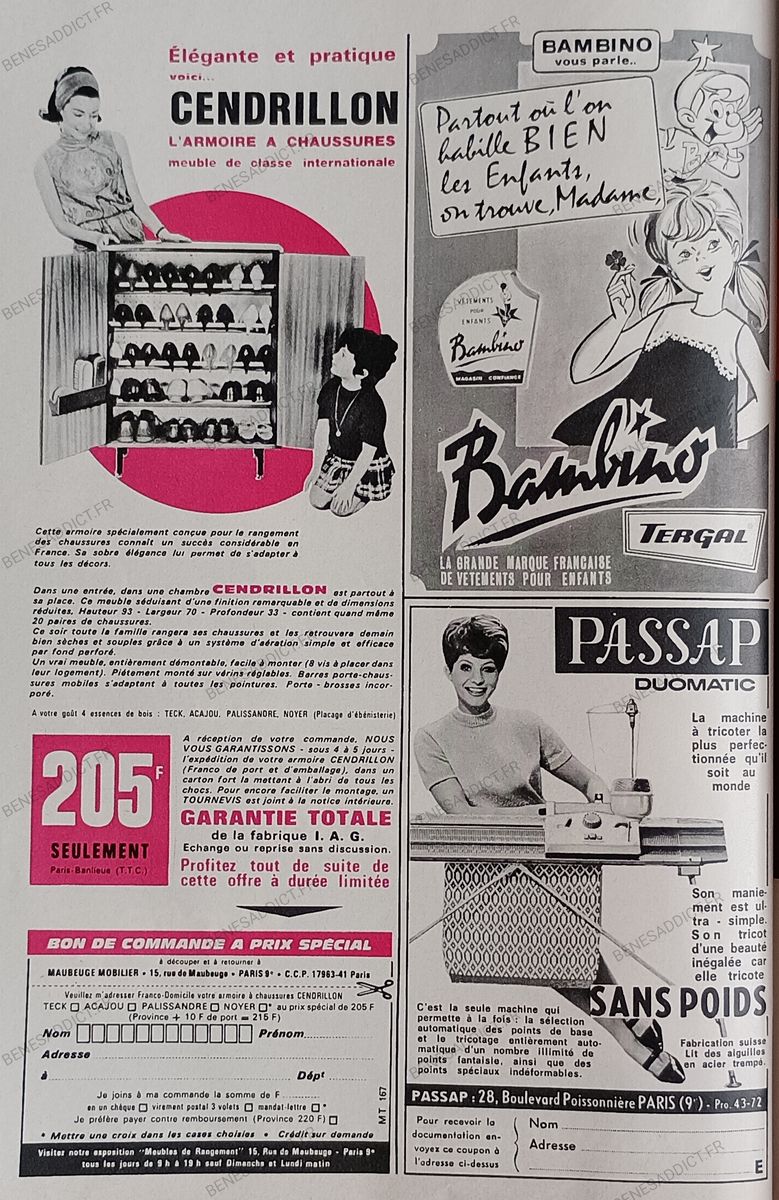 Élégante et pratique
voici...
CENDRILLON
L'ARMOIRE A CHAUSSURES
meuble de classe internationale
Cette armoire spécialement conçue pour le rangement
des chaussures connaît un succès considérable en
France. Sa sobre élégance lui permet de s'adapter à
tous les décors.
Dans une entrée, dans une chambre CENDRILLON est partout à
sa place. Ce meuble séduisant d'une finition remarquable et de dimensions
réduites, Hauteur 93 - Largeur 70 - Profondeur 33 - contient quand même
20 paires de chaussures.
Ce soir toute la famille rangera ses chaussures et les retrouvera demain
bien sèches et souples grâce à un système d'aération simple et efficace
par fond perforé.
Un vrai meuble, entièrement démontable, facile à monter (8 vis à placer dans
leur logement). Piétement monté sur vérins réglables. Barres porte-chaus-
sures mobiles s'adaptant à toutes les pointures. Porte - brosses incor-
poré.
A votre goût 4 essences de bois : TECK, ACAJOU, PALISSANDRE, NOYER (Placage d'ébénisterie)
205F
SEULEMENT
Paris-Banlieue (T.T.C.)
A réception de votre commande, NOUS
VOUS GARANTISSONS - sous 4 à 5 jours -
l'expédition de votre armoire CENDRILLON
(Franco de port et d'emballage), dans un
carton fort la mettant à l'abri de tous les
chocs. Pour encore faciliter le montage, un
TOURNEVIS est joint à la notice intérieure.
GARANTIE TOTALE
de la fabrique I. A. G.
Echange ou reprise sans discussion.
Profitez tout de suite de
cette offre à durée limitée
BON DE COMMANDE A PRIX SPÉCIAL
à découper et à retourner à
MAUBEUGE MOBILIER • 15, rue de Maubeuge • PARIS 9e • C.C.P. 17963-41 Paris
Veuillez m'adresser Franco-Domicile votre armoire à chaussures CENDRILLON
TECK □ ACAJOU □ PALISSANDRE □ NOYER □* au prix spécial de 205 F
(Province + 10 F de port = 215 F)
Nom Prénom
Adresse
à Dépt
Je joins à ma commande la somme de F
en un chèque □ virement postal 3 volets □ mandat-lettre □*
Je préfère payer contre remboursement (Province 220 F) □
* Mettre une croix dans les cases choisies • Crédit sur demande
MT 167
Visitez notre exposition "Meubles de Rangement" 15, Rue de Maubeuge - Paris 9e
tous les jours de 9 h à 19 h sauf Dimanche et Lundi matin
BAMBINO
vous parle..
Partout où l'on
habille BIEN
les Enfants,
on trouve, Madame,
VÊTEMENTS
POUR
ENFANTS
Bambino
MAGASIN CONFIANCE
Bambino
TERGAL
LA GRANDE MARQUE FRANÇAISE
DE VÊTEMENTS POUR ENFANTS
PASSAP
DUOMATIC
La machine
à tricoter la
plus perfec-
tionnée qu'il
soit au
monde
Son manie-
ment est ul-
tra - simple.
Son tricot
d'une beauté
inégalée car
elle tricote
SANS POIDS
C'est la seule machine qui
permette à la fois : la sélection
automatique des points de base
et le tricotage entièrement auto-
matique d'un nombre illimité de
points fantaisie, ainsi que des
points spéciaux indéformables.
Fabrication suisse
Lit des aiguilles
en acier trempé.
PASSAP : 28, Boulevard Poissonnière PARIS (9e) - Pro. 43-72
Pour recevoir la
documentation en-
voyez ce coupon à
l'adresse ci-dessus
Nom
Adresse
E
BENESADDICT.FR